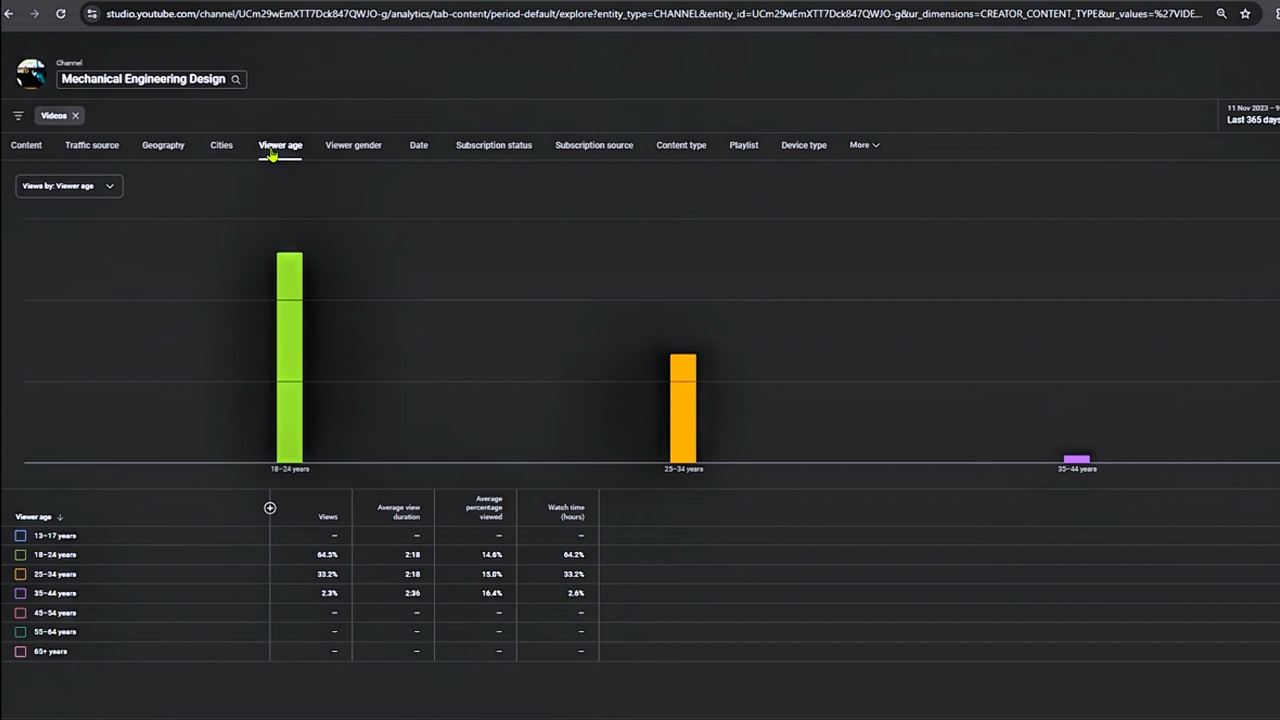 studio.youtube.com/channel/UCm29wEmXTT7Dck847QWJO-g/analytics/tab-content/period-default/explore?entity_type=CHANNEL&entity_id=UCm29wEmXTT7Dck847QWJO-g&ur_dimensions=CREATOR_CONTENT_TYPE&ur_values=%27VIDE...
Channel
Mechanical Engineering Design
Videos
11 Nov 2023 – 9
Last 365 days
Content Traffic source Geography Cities Viewer age Viewer gender Date Subscription status Subscription source Content type Playlist Device type More
Views by: Viewer age
18–24 years 25–34 years 35–44 years
Viewer age Views Average view duration Average percentage viewed Watch time (hours)
13–17 years – – – –
18–24 years 64.5% 2:18 14.6% 64.2%
25–34 years 33.2% 2:18 15.0% 33.2%
35–44 years 2.3% 2:36 16.4% 2.6%
45–54 years – – – –
55–64 years – – – –
65+ years – – – –